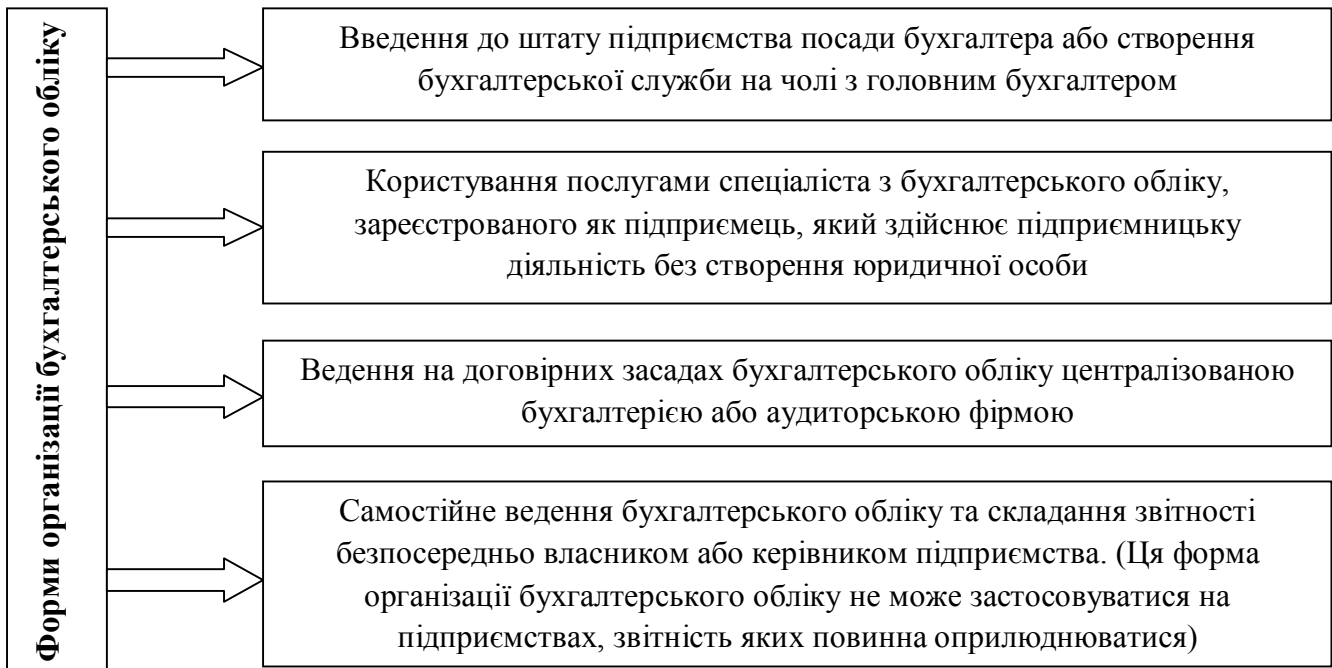 Форми організації бухгалтерського обліку
Введення до штату підприємства посади бухгалтера або створення
бухгалтерської служби на чолі з головним бухгалтером
Користування послугами спеціаліста з бухгалтерського обліку,
зареєстрованого як підприємець, який здійснює підприємницьку
діяльність без створення юридичної особи
Ведення на договірних засадах бухгалтерського обліку централізованою
бухгалтерією або аудиторською фірмою
Самостійне ведення бухгалтерського обліку та складання звітності
безпосередньо власником або керівником підприємства. (Ця форма
організації бухгалтерського обліку не може застосовуватися на
підприємствах, звітність яких повинна оприлюднюватися)